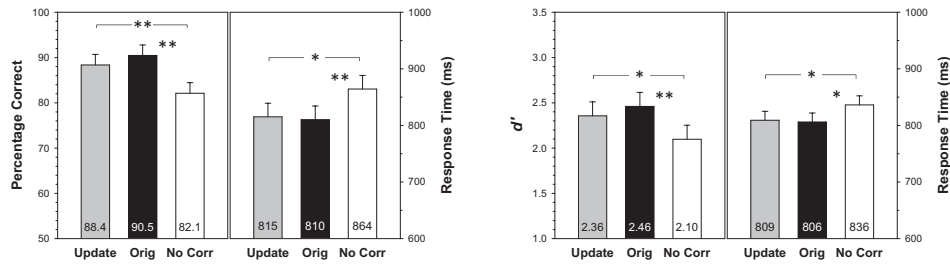 Percentage Correct
100
90
80
70
60
50
** **
88.4 90.5 82.1
Update Orig No Corr
* **
815 810 864
Update Orig No Corr
1000
900
800
700
600
Response Time (ms)
d'
3.5
3.0
2.5
2.0
1.5
1.0
* **
2.36 2.46 2.10
Update Orig No Corr
* *
809 806 836
Update Orig No Corr
1000
900
800
700
600
Response Time (ms)